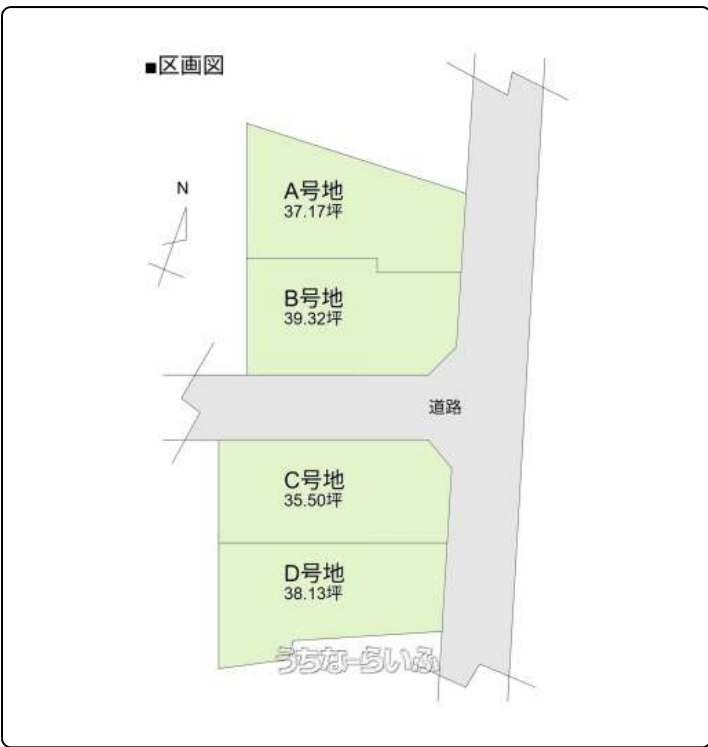 ■区画図
N
A号地
37.17坪
B号地
39.32坪
道路
C号地
35.50坪
D号地
38.13坪
うちなーらいふ